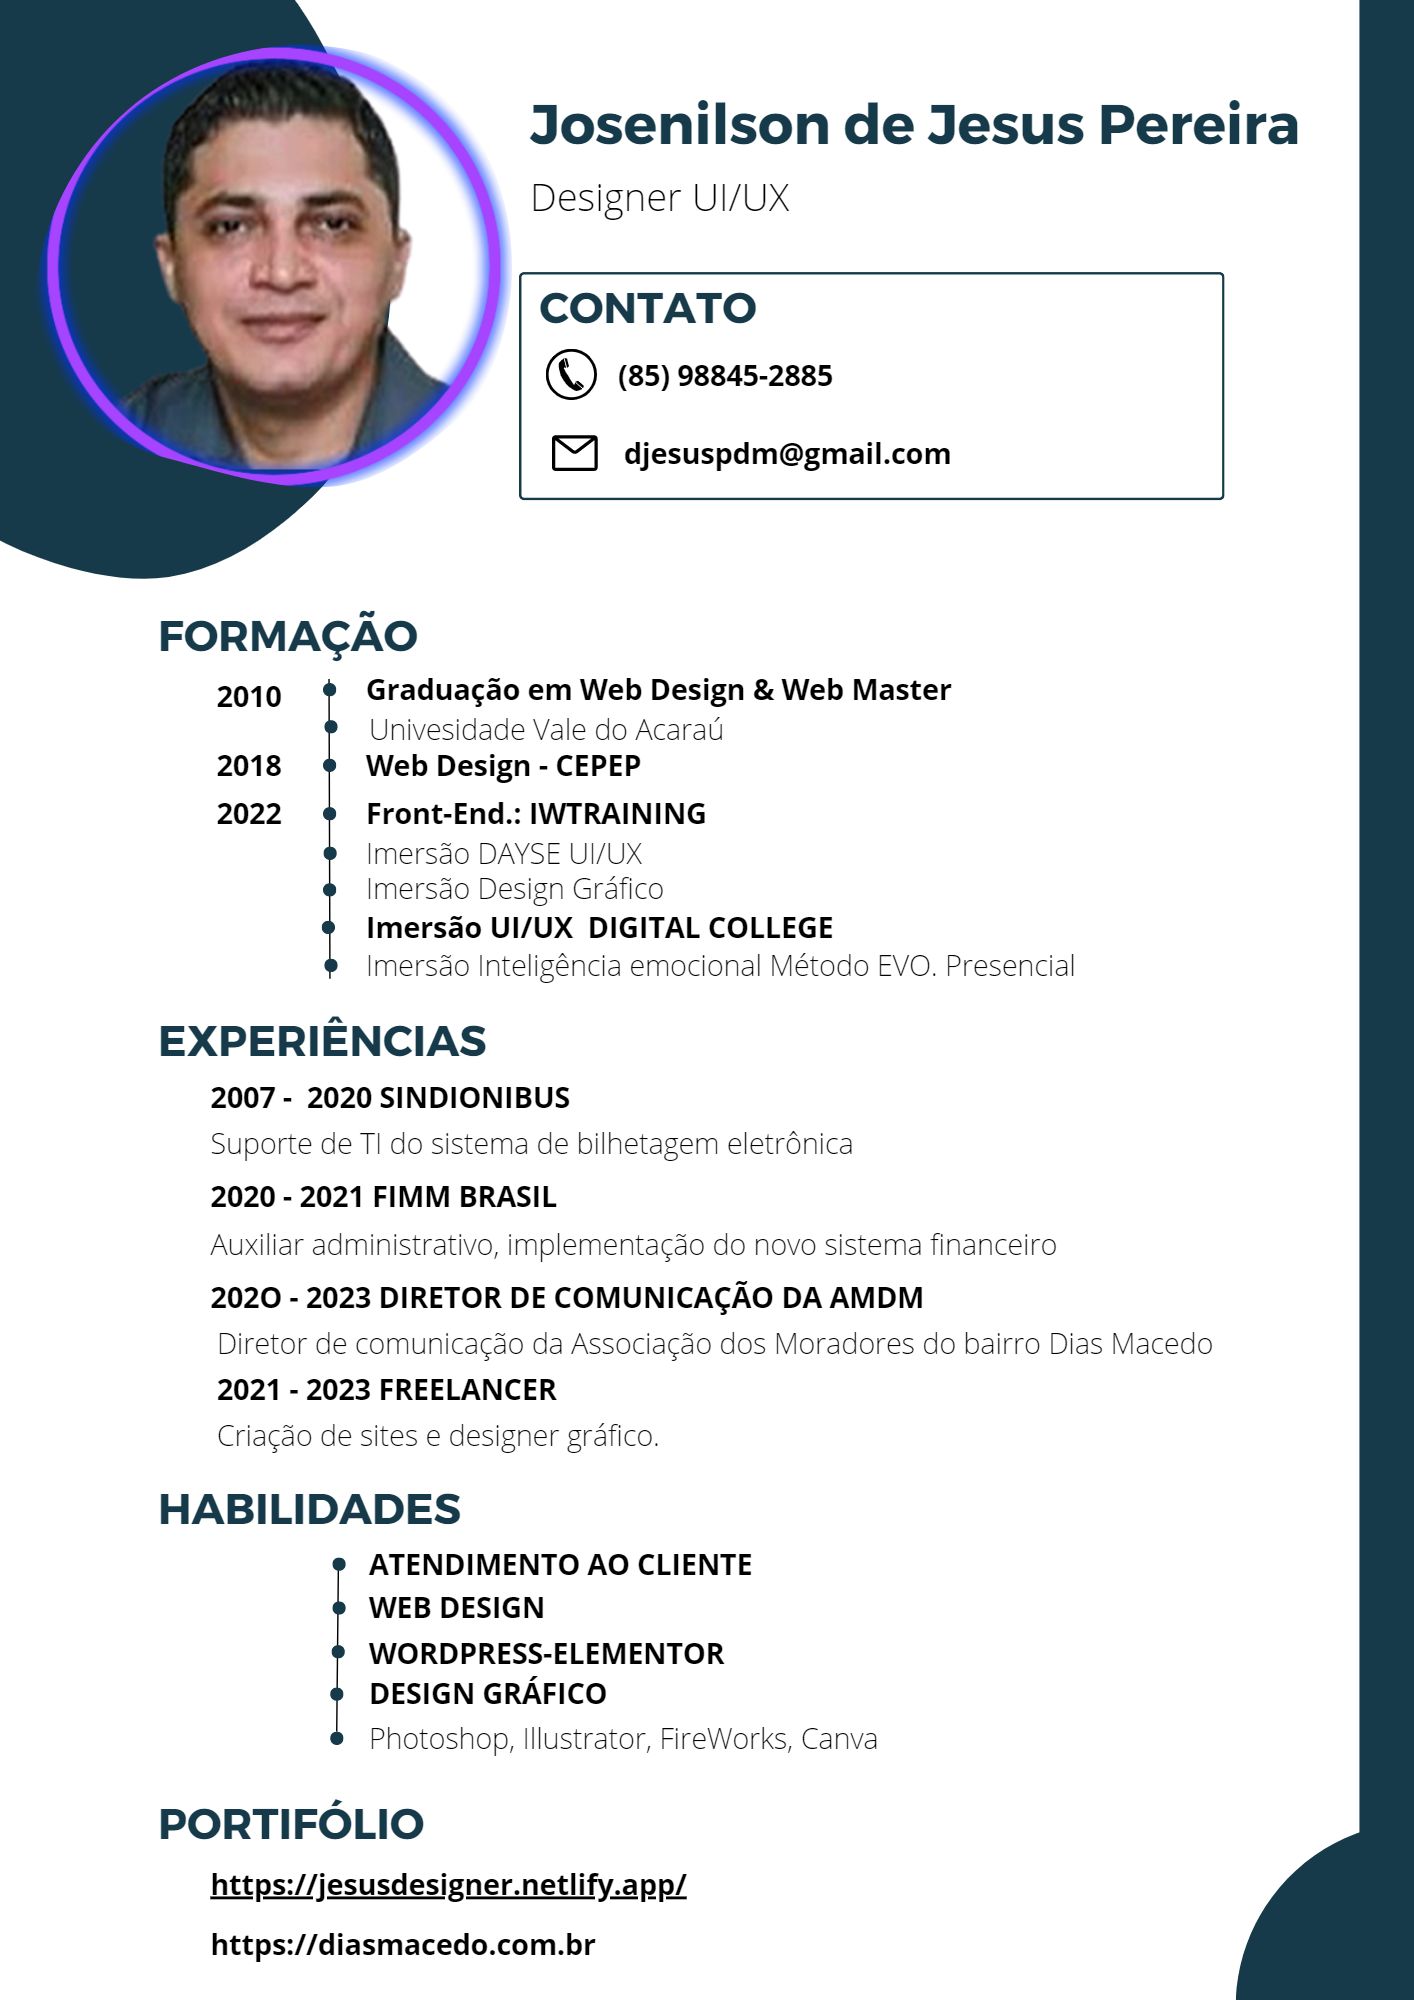 Josenilson de Jesus Pereira
Designer UI/UX
CONTATO
(85) 98845-2885
djesuspdm@gmail.com
FORMAÇÃO
2010 Graduação em Web Design & Web Master
Univesidade Vale do Acaraú
2018 Web Design - CEPEP
2022 Front-End.: IWTRAINING
Imersão DAYSE UI/UX
Imersão Design Gráfico
Imersão UI/UX  DIGITAL COLLEGE
Imersão Inteligência emocional Método EVO. Presencial
EXPERIÊNCIAS
2007 -  2020 SINDIONIBUS
Suporte de TI do sistema de bilhetagem eletrônica
2020 - 2021 FIMM BRASIL
Auxiliar administrativo, implementação do novo sistema financeiro
202O - 2023 DIRETOR DE COMUNICAÇÃO DA AMDM
Diretor de comunicação da Associação dos Moradores do bairro Dias Macedo
2021 - 2023 FREELANCER
Criação de sites e designer gráfico.
HABILIDADES
ATENDIMENTO AO CLIENTE
WEB DESIGN
WORDPRESS-ELEMENTOR
DESIGN GRÁFICO
Photoshop, Illustrator, FireWorks, Canva
PORTIFÓLIO
https://jesusdesigner.netlify.app/
https://diasmacedo.com.br